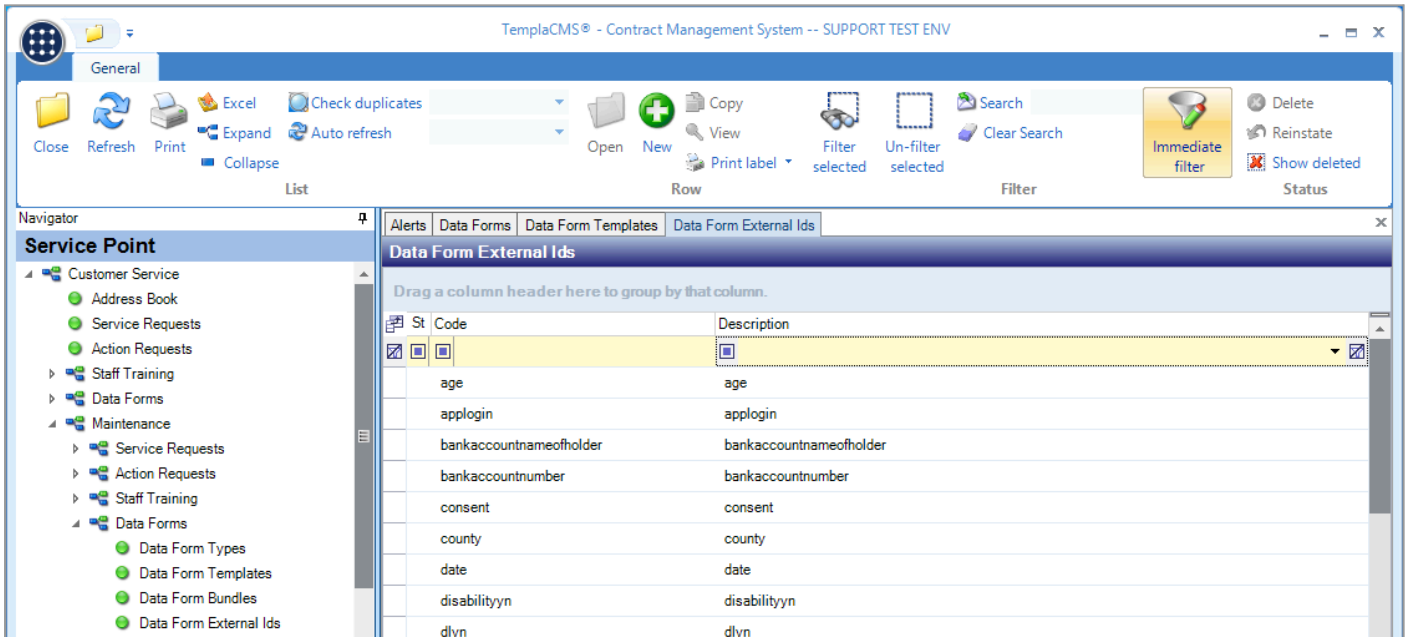 TemplaCMS® - Contract Management System -- SUPPORT TEST ENV
General
Close
Refresh
Print
Excel
Expand
Collapse
Check duplicates
Auto refresh
List
Open
New
Copy
View
Print label
Row
Filter selected
Un-filter selected
Search
Clear Search
Filter
Immediate filter
Delete
Reinstate
Show deleted
Status
Navigator
Service Point
Customer Service
Address Book
Service Requests
Action Requests
Staff Training
Data Forms
Maintenance
Service Requests
Action Requests
Staff Training
Data Forms
Data Form Types
Data Form Templates
Data Form Bundles
Data Form External Ids
Alerts Data Forms Data Form Templates Data Form External Ids
Data Form External Ids
Drag a column header here to group by that column.
St Code Description
age age
applogin applogin
bankaccountnameofholder bankaccountnameofholder
bankaccountnumber bankaccountnumber
consent consent
county county
date date
disabilityyn disabilityyn
dlyn dlyn